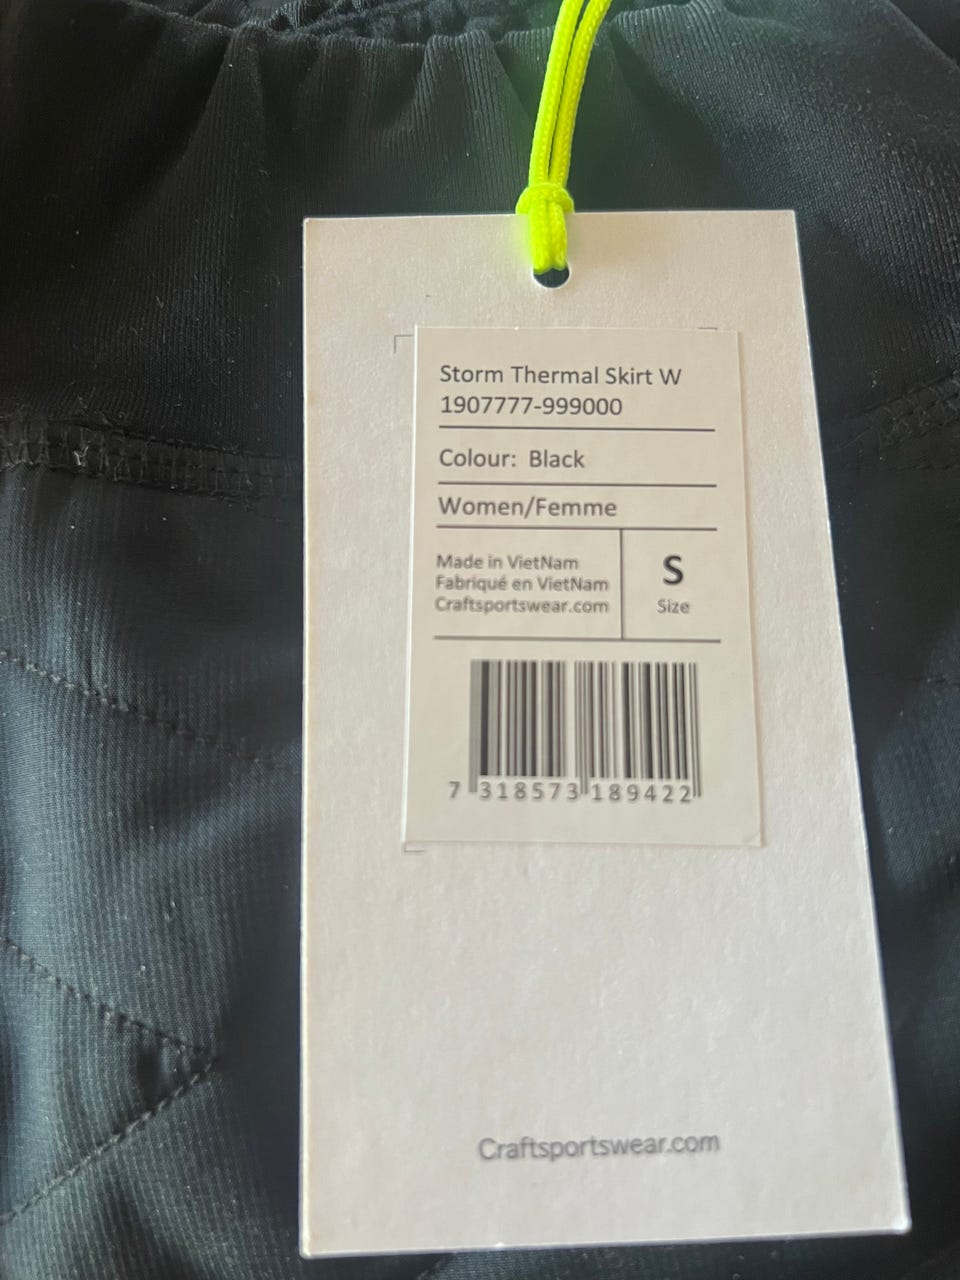 Storm Thermal Skirt W
1907777-999000
Colour: Black
Women/Femme
Made in VietNam
Fabriqué en VietNam
Craftsportswear.com
S
Size
7 318573 189422
Craftsportswear.com